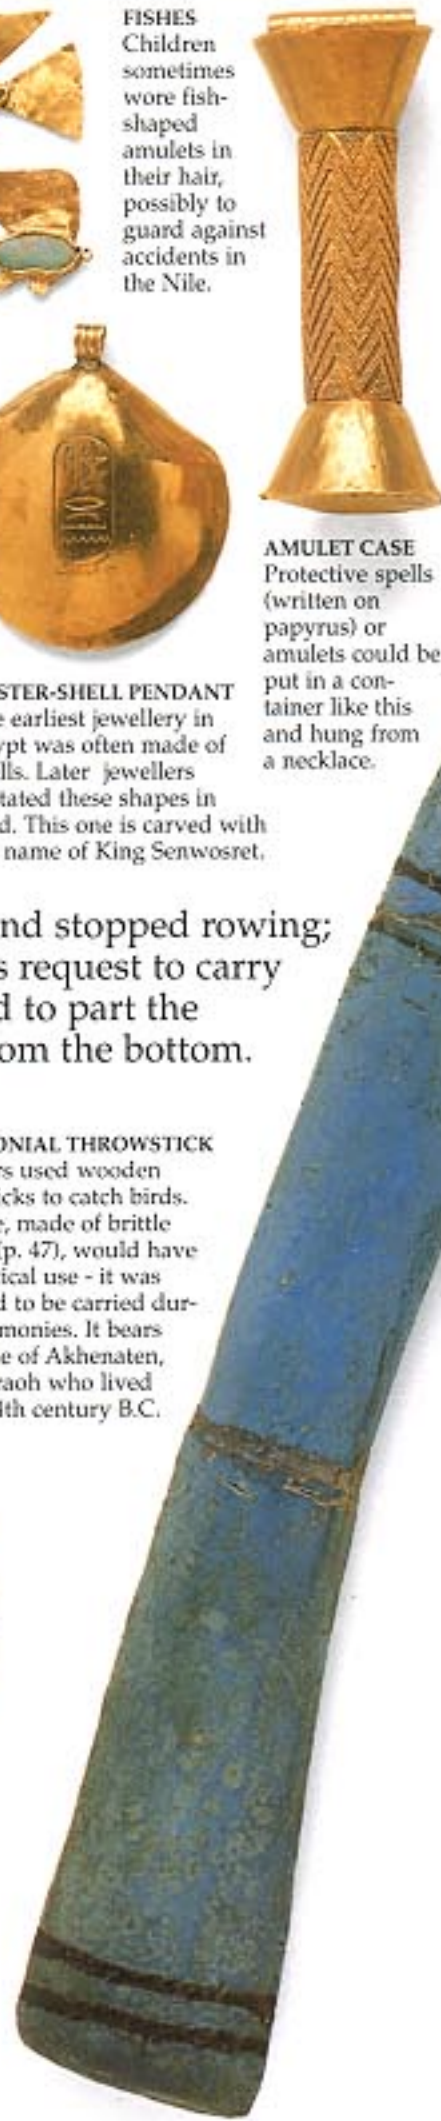 FISHES
Children
sometimes
wore fish-
shaped
amulets in
their hair,
possibly to
guard against
accidents in
the Nile.
AMULET CASE
Protective spells
(written on
papyrus) or
amulets could be
put in a con-
tainer like this
and hung from
a necklace.
STER-SHELL PENDANT
e earliest jewellery in
ypt was often made of
lls. Later jewellers
tated these shapes in
d. This one is carved with
name of King Senwosret.
nd stopped rowing;
s request to carry
d to part the
om the bottom.
ONIAL THROWSTICK
rs used wooden
icks to catch birds.
e, made of brittle
(p. 47), would have
ical use - it was
d to be carried dur-
monies. It bears
e of Akhenaten,
raoh who lived
4th century B.C.